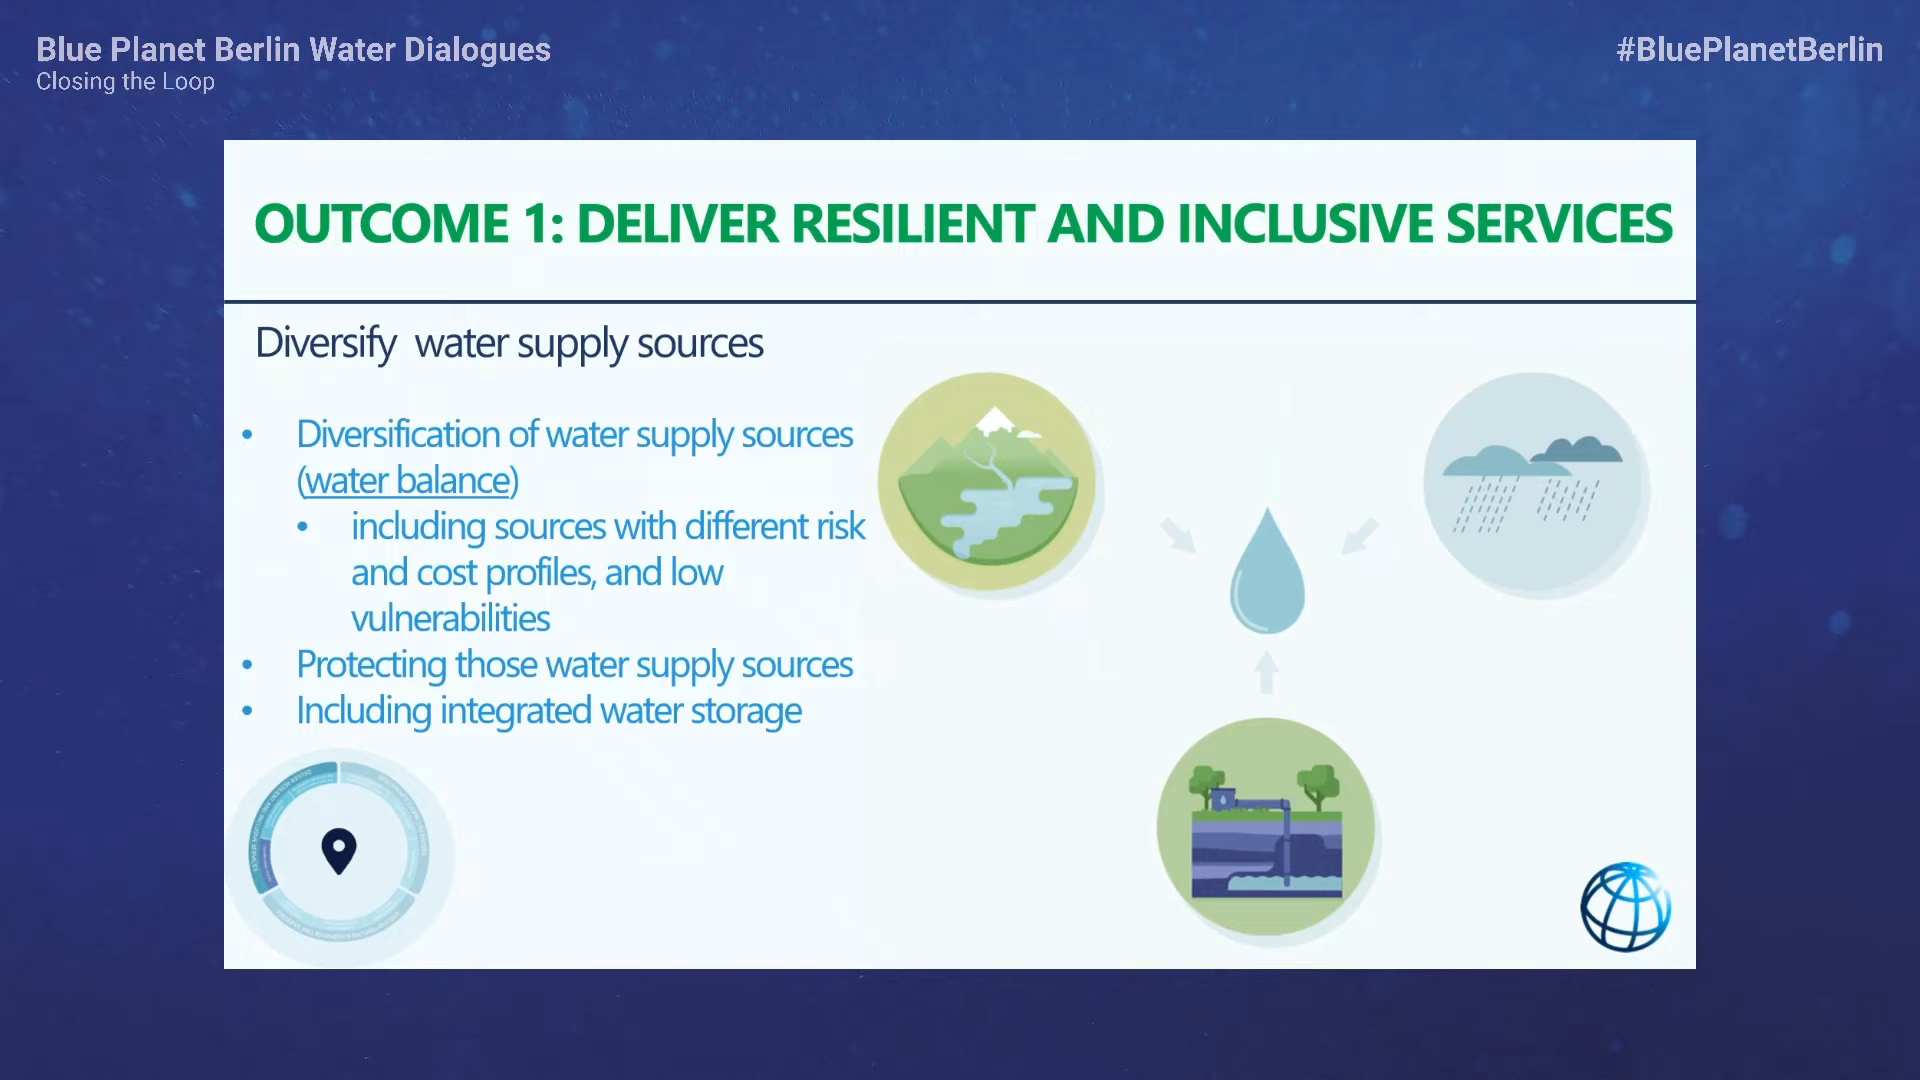 Blue Planet Berlin Water Dialogues
Closing the Loop
#BluePlanetBerlin
OUTCOME 1: DELIVER RESILIENT AND INCLUSIVE SERVICES
Diversify water supply sources
• Diversification of water supply sources
(water balance)
• including sources with different risk
and cost profiles, and low
vulnerabilities
• Protecting those water supply sources
• Including integrated water storage